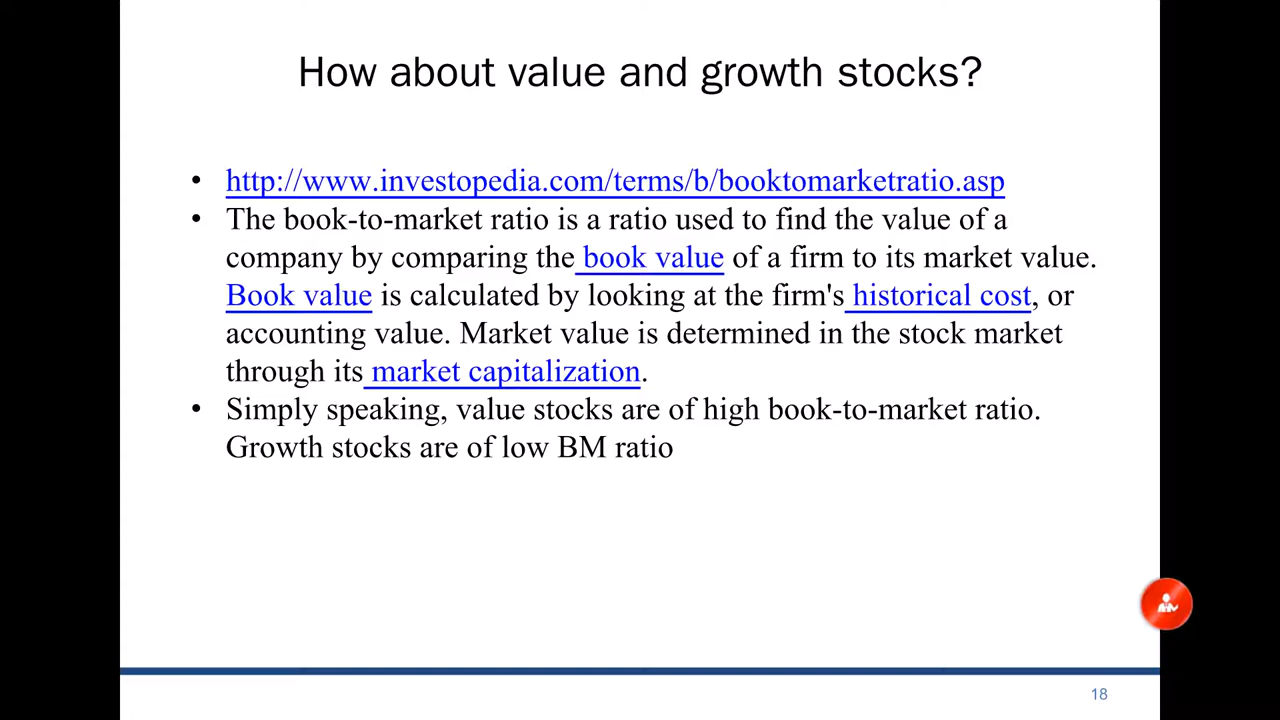 How about value and growth stocks?
• http://www.investopedia.com/terms/b/booktomarketratio.asp
• The book-to-market ratio is a ratio used to find the value of a
company by comparing the book value of a firm to its market value.
Book value is calculated by looking at the firm's historical cost, or
accounting value. Market value is determined in the stock market
through its market capitalization.
• Simply speaking, value stocks are of high book-to-market ratio.
Growth stocks are of low BM ratio
18